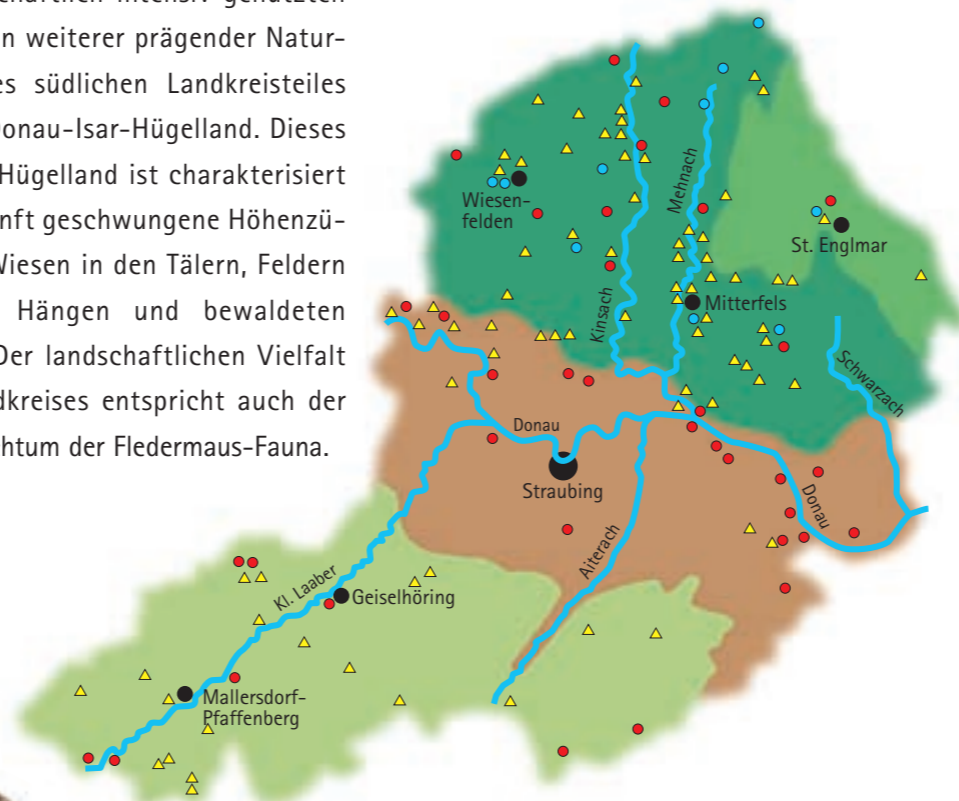 n weiterer prägender Natur-
es südlichen Landkreisteiles
Donau-Isar-Hügelland. Dieses
Hügelland ist charakterisiert
nft geschwungene Höhenzü-
Wiesen in den Tälern, Feldern
Hängen und bewaldeten
Der landschaftlichen Vielfalt
dkreises entspricht auch der
chtum der Fledermaus-Fauna.
Wiesen-
felden
Mehnach
St. Englmar
Kinsach
Mitterfels
Schwarzach
Donau
Straubing
Donau
Aiterach
Kl. Laaber
Geiselhöring
Mallersdorf-
Pfaffenberg